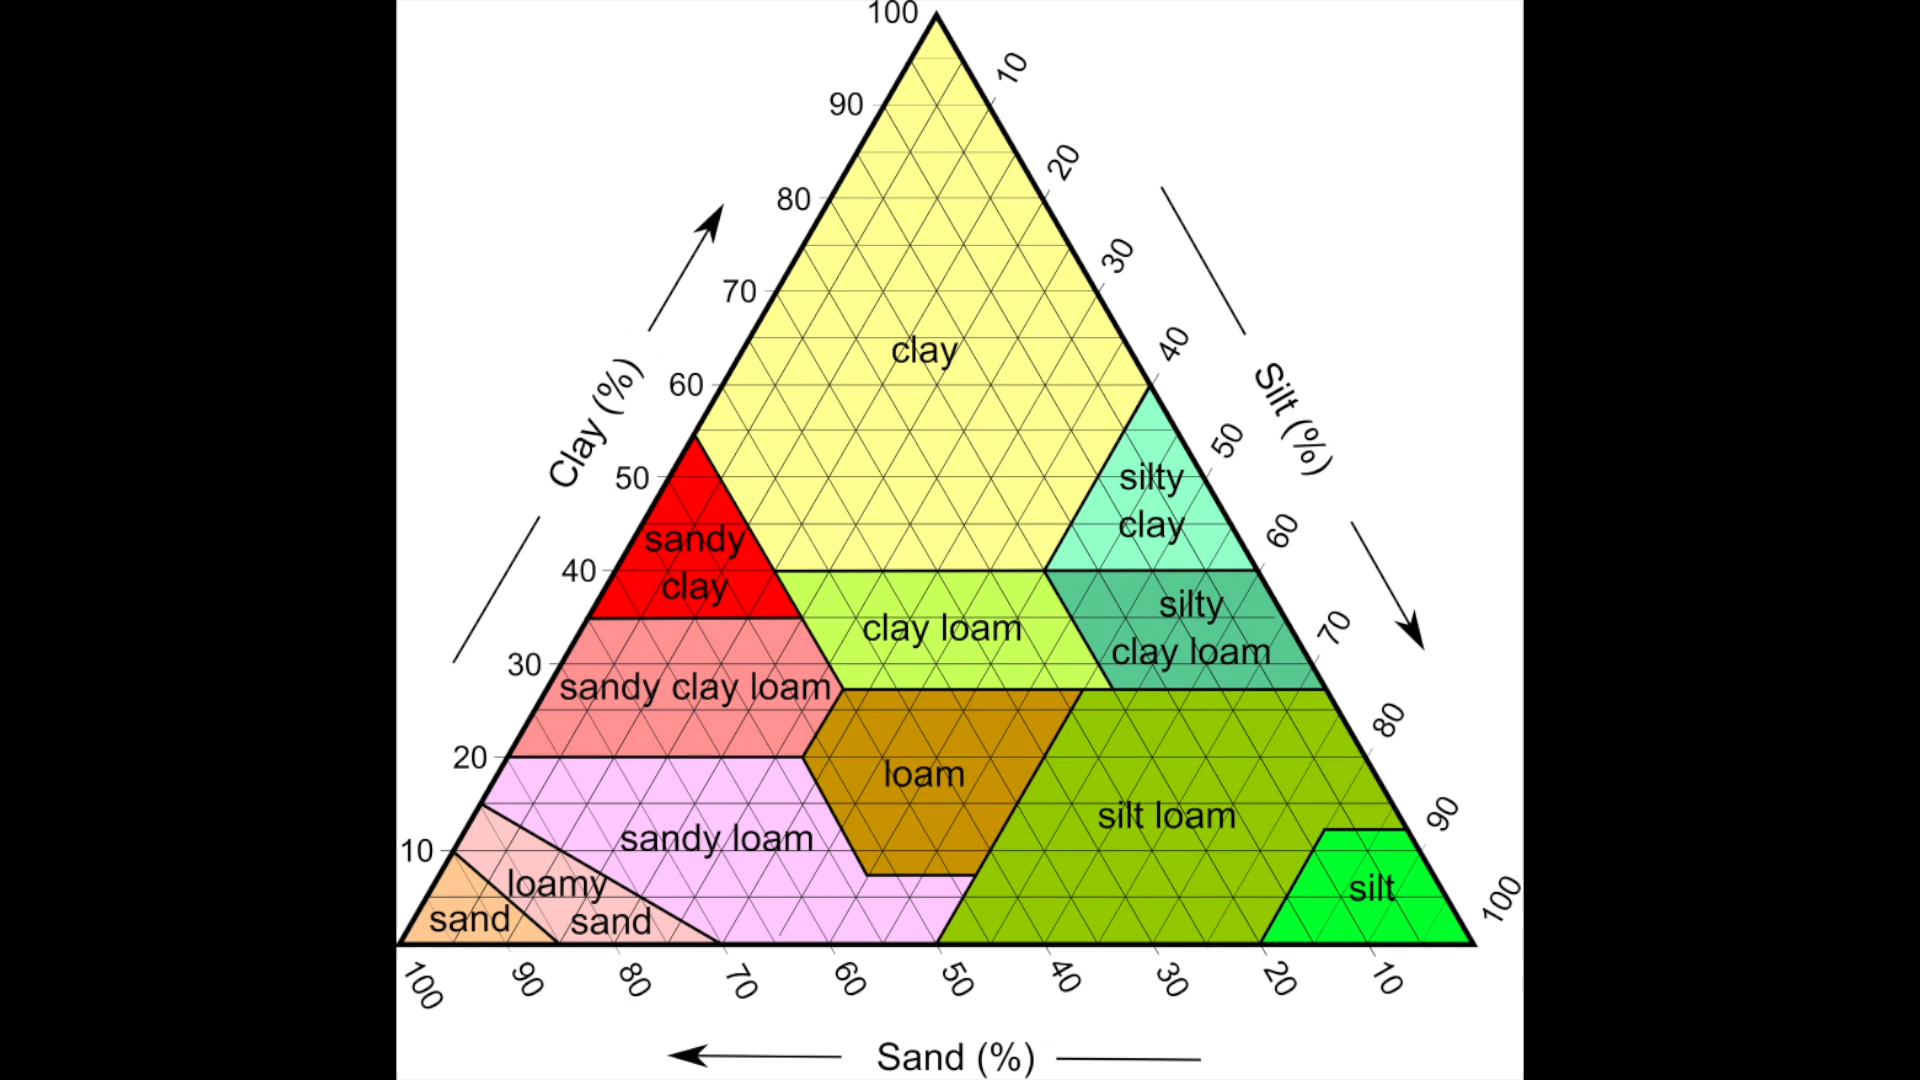 100
10
90
20
80
30
70
clay
40
60
Clay (%)
Silt (%)
50
silty
clay
50
sandy
clay
60
40
clay loam
silty
clay loam
70
30
sandy clay loam
80
20
loam
silt loam
90
sandy loam
10
loamy
sand
sand
silt
100
100 90 80 70 60 50 40 30 20 10
Sand (%)